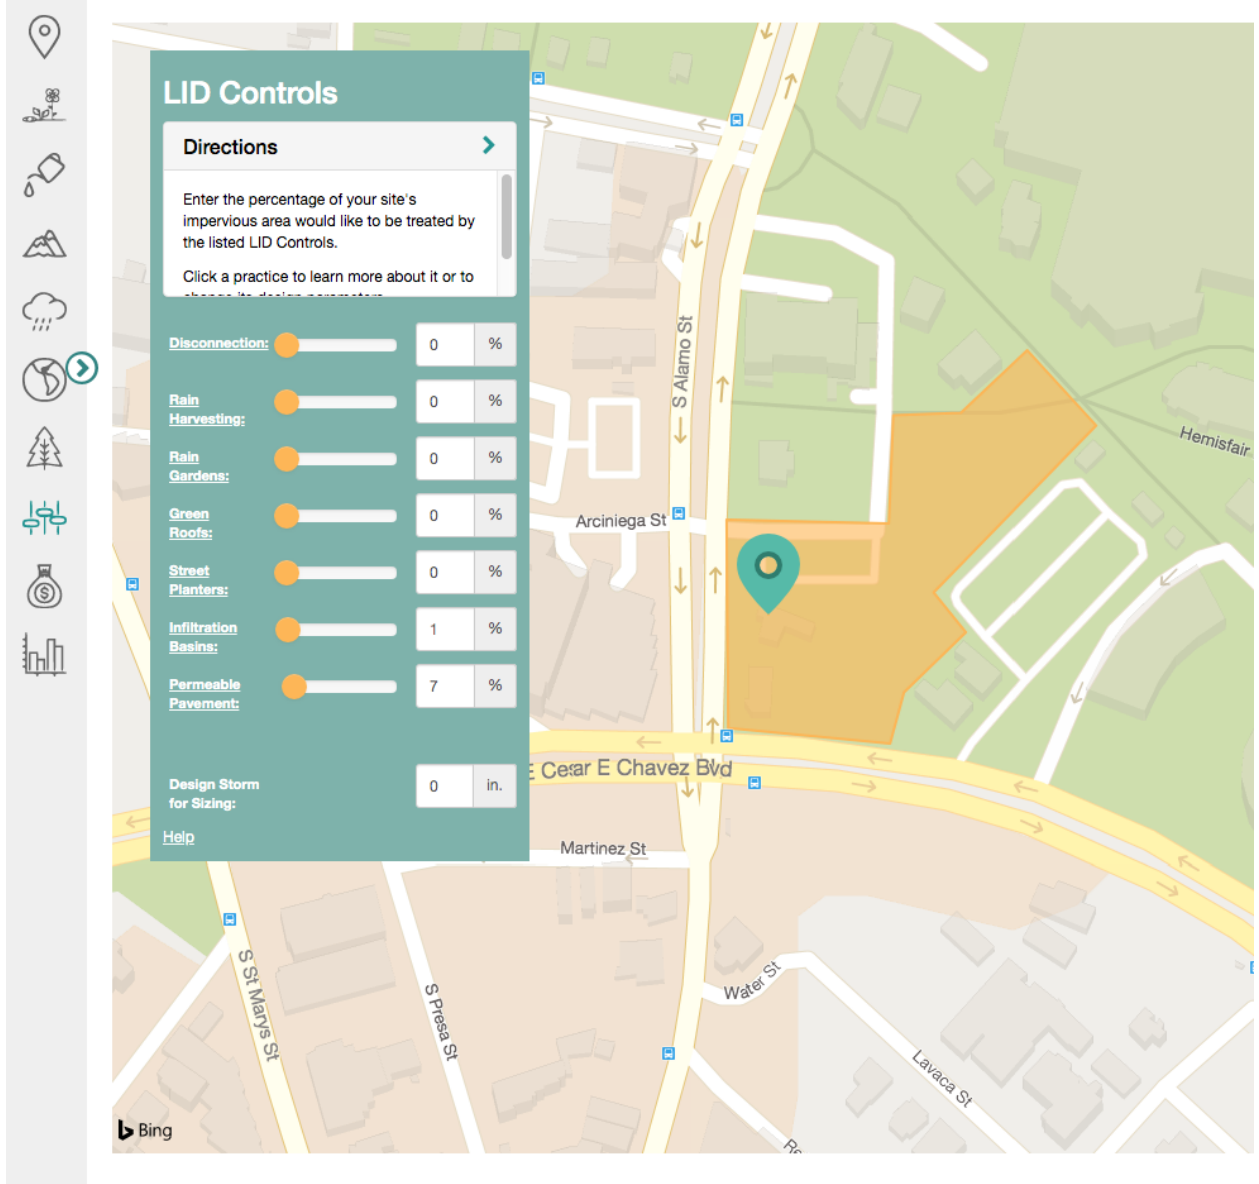 LID Controls
Directions
Enter the percentage of your site's
impervious area would like to be treated by
the listed LID Controls.
Click a practice to learn more about it or to
change its design parameters.
Disconnection:
0
%
Rain
Harvesting:
0
%
Rain
Gardens:
0
%
Green
Roofs:
0
%
Street
Planters:
0
%
Infiltration
Basins:
1
%
Permeable
Pavement:
7
%
Design Storm
for Sizing:
0
in.
Help
S Alamo St
Hemisfair
Arciniega St
E Cesar E Chavez Blvd
Martinez St
Water St
S St Marys St
S Presa St
Lavaca St
Bing